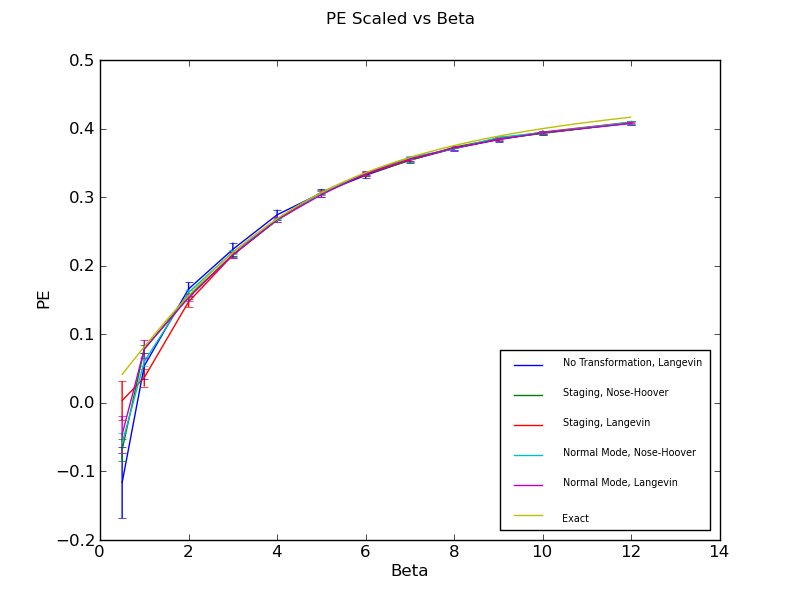 PE Scaled vs Beta
0.5
0.4
0.3
0.2
0.1
0.0
−0.1
−0.2
PE
0 2 4 6 8 10 12 14
Beta
No Transformation, Langevin
Staging, Nose-Hoover
Staging, Langevin
Normal Mode, Nose-Hoover
Normal Mode, Langevin
Exact